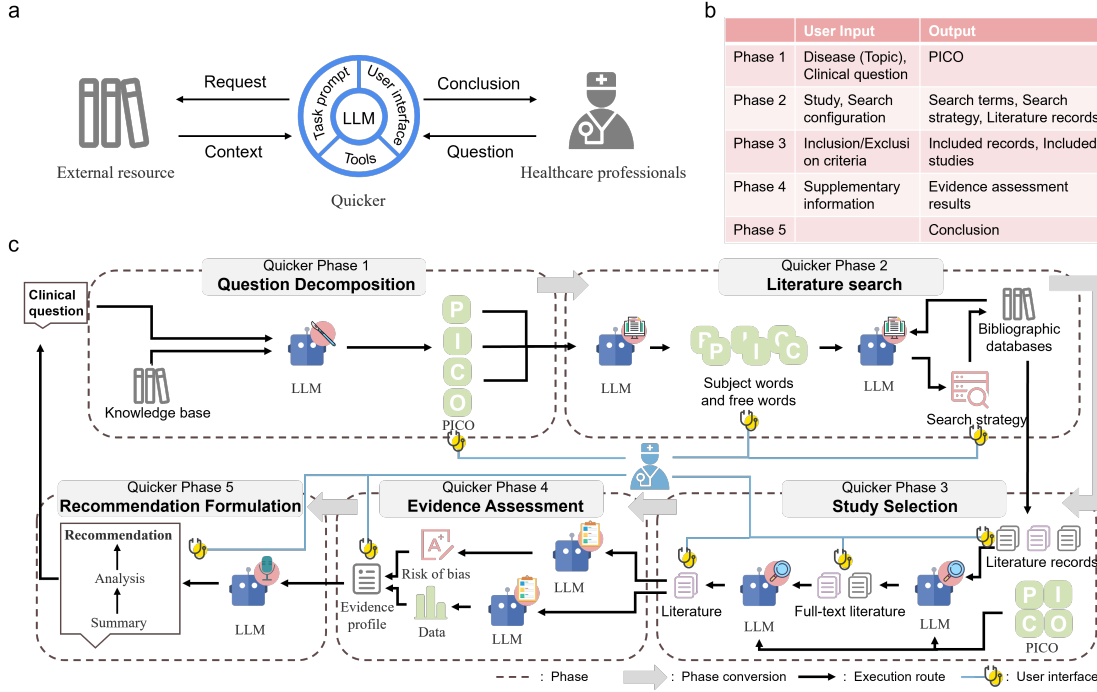 a
External resource
Request
Context
Task prompt
User interface
LLM
Tools
Quicker
Conclusion
Question
Healthcare professionals
b
User Input Output
Phase 1 Disease (Topic), PICO
Clinical question
Phase 2 Study, Search Search terms, Search
configuration strategy, Literature records
Phase 3 Inclusion/Exclusi Included records, Included
on criteria studies
Phase 4 Supplementary Evidence assessment
information results
Phase 5 Conclusion
c
Quicker Phase 1
Question Decomposition
Clinical
question
Knowledge base
LLM
P
I
C
O
PICO
Quicker Phase 2
Literature search
LLM
P P I C C
Subject words
and free words
LLM
Bibliographic
databases
Search strategy
Quicker Phase 5
Recommendation Formulation
Recommendation
Analysis
Summary
LLM
Quicker Phase 4
Evidence Assessment
Evidence
profile
A+
Risk of bias
Data
LLM
LLM
Quicker Phase 3
Study Selection
Literature
LLM
Full-text literature
LLM
Literature records
P I
C O
PICO
: Phase : Phase conversion : Execution route : User interface